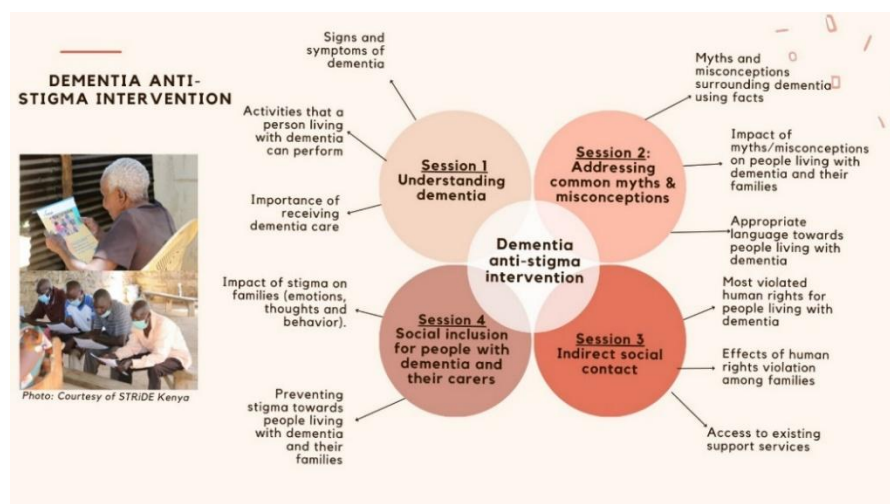 DEMENTIA ANTI-
STIGMA INTERVENTION
Photo: Courtesy of STRiDE Kenya
Signs and
symptoms of
dementia
Activities that a
person living
with dementia
can perform
Importance of
receiving
dementia care
Session 1
Understanding
dementia
Session 2:
Addressing
common myths &
misconceptions
Myths and
misconceptions
surrounding dementia
using facts
Impact of
myths/misconceptions
on people living with
dementia and their
families
Appropriate
language towards
people living with
dementia
Dementia
anti-stigma
intervention
Impact of stigma on
families (emotions,
thoughts and
behavior).
Preventing
stigma towards
people living
with dementia
and their
families
Session 4
Social inclusion
for people with
dementia and
their carers
Session 3
Indirect social
contact
Most violated
human rights for
people living with
dementia
Effects of human
rights violation
among families
Access to existing
support services